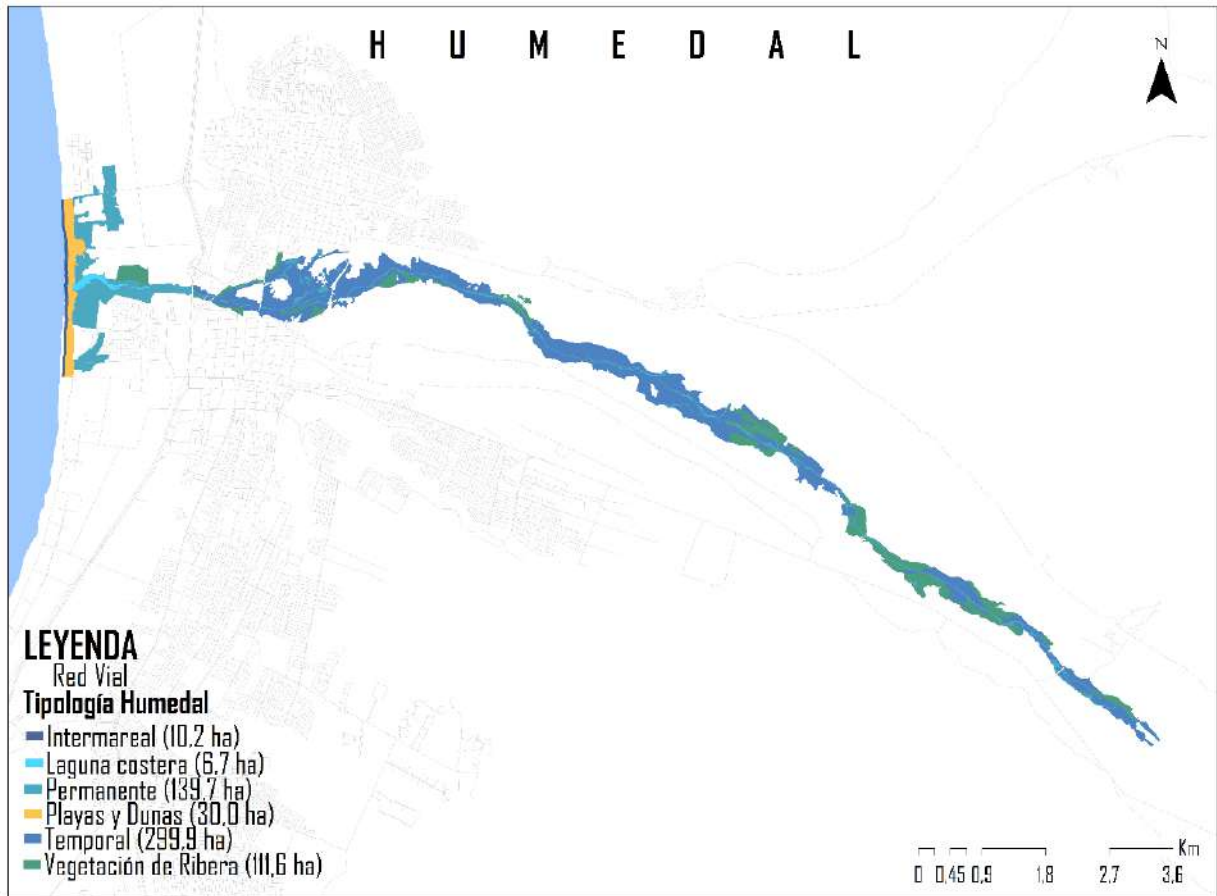 H U M E D A L
N
LEYENDA
Red Vial
Tipología Humedal
Intermareal (10,2 ha)
Laguna costera (6,7 ha)
Permanente (139,7 ha)
Playas y Dunas (30,0 ha)
Temporal (299,9 ha)
Vegetación de Ribera (111,6 ha)
Km
0 0,45 0,9 1,8 2,7 3,6